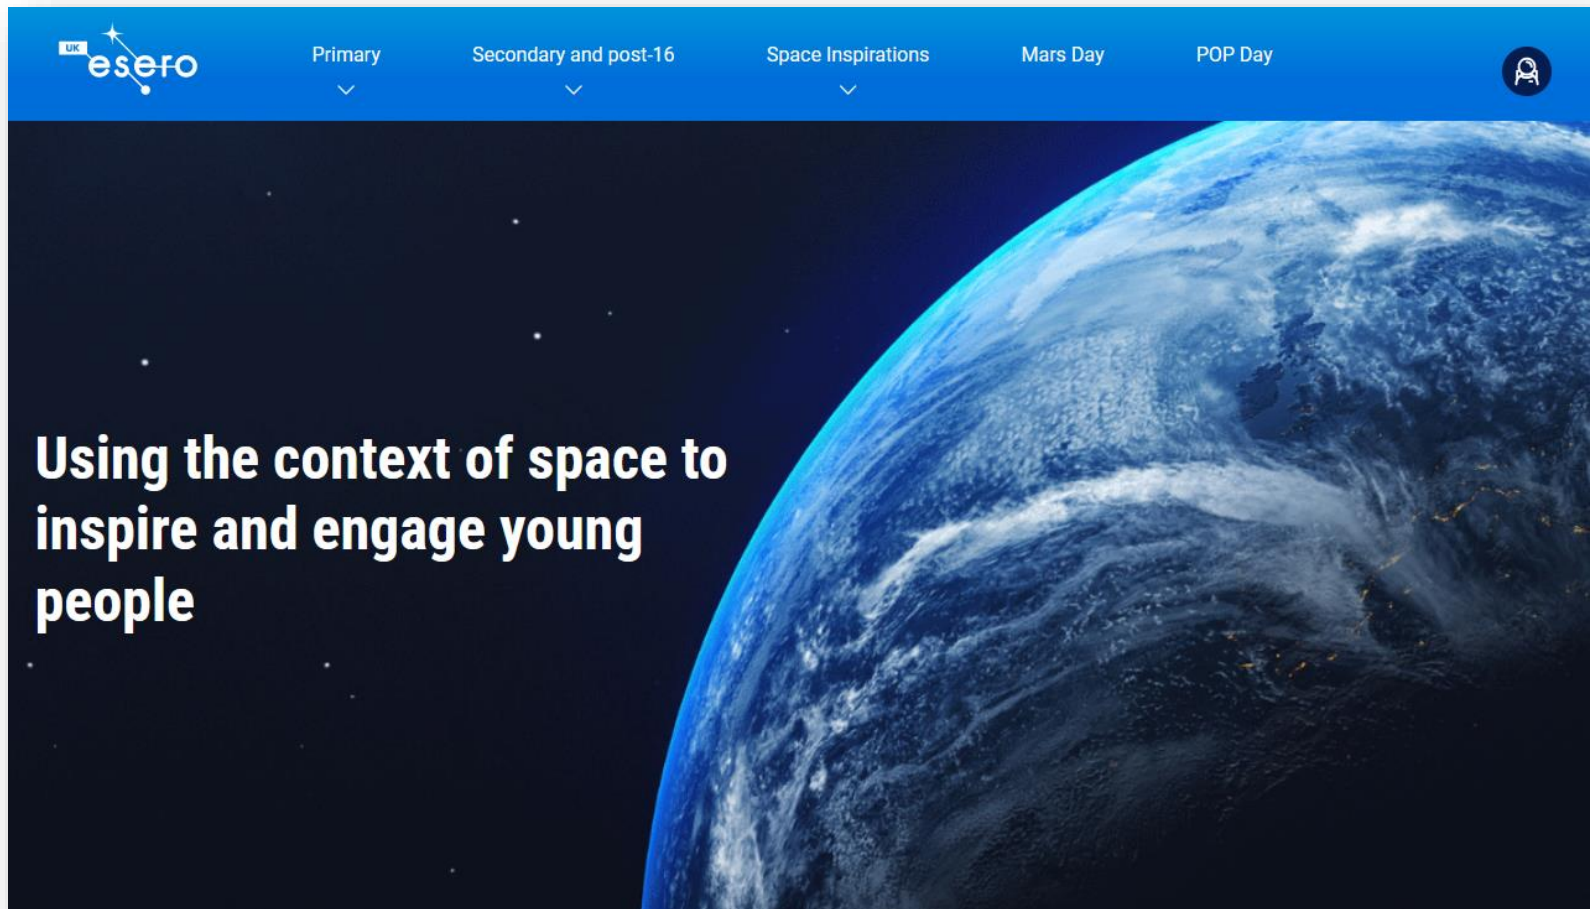 UK
esero
Primary
Secondary and post-16
Space Inspirations
Mars Day
POP Day
Using the context of space to
inspire and engage young
people